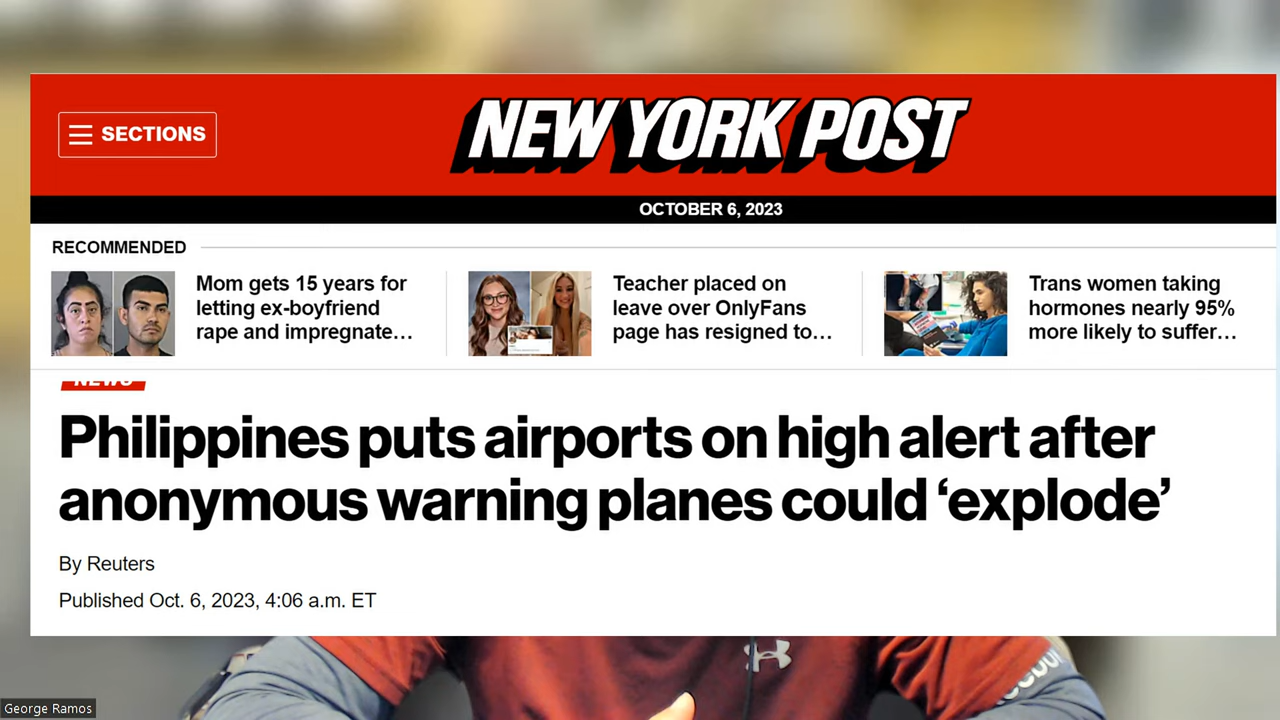 SECTIONS
NEW YORK POST
OCTOBER 6, 2023
RECOMMENDED
Mom gets 15 years for
letting ex-boyfriend
rape and impregnate...
Teacher placed on
leave over OnlyFans
page has resigned to...
Trans women taking
hormones nearly 95%
more likely to suffer...
NEWS
Philippines puts airports on high alert after
anonymous warning planes could ‘explode’
By Reuters
Published Oct. 6, 2023, 4:06 a.m. ET
George Ramos